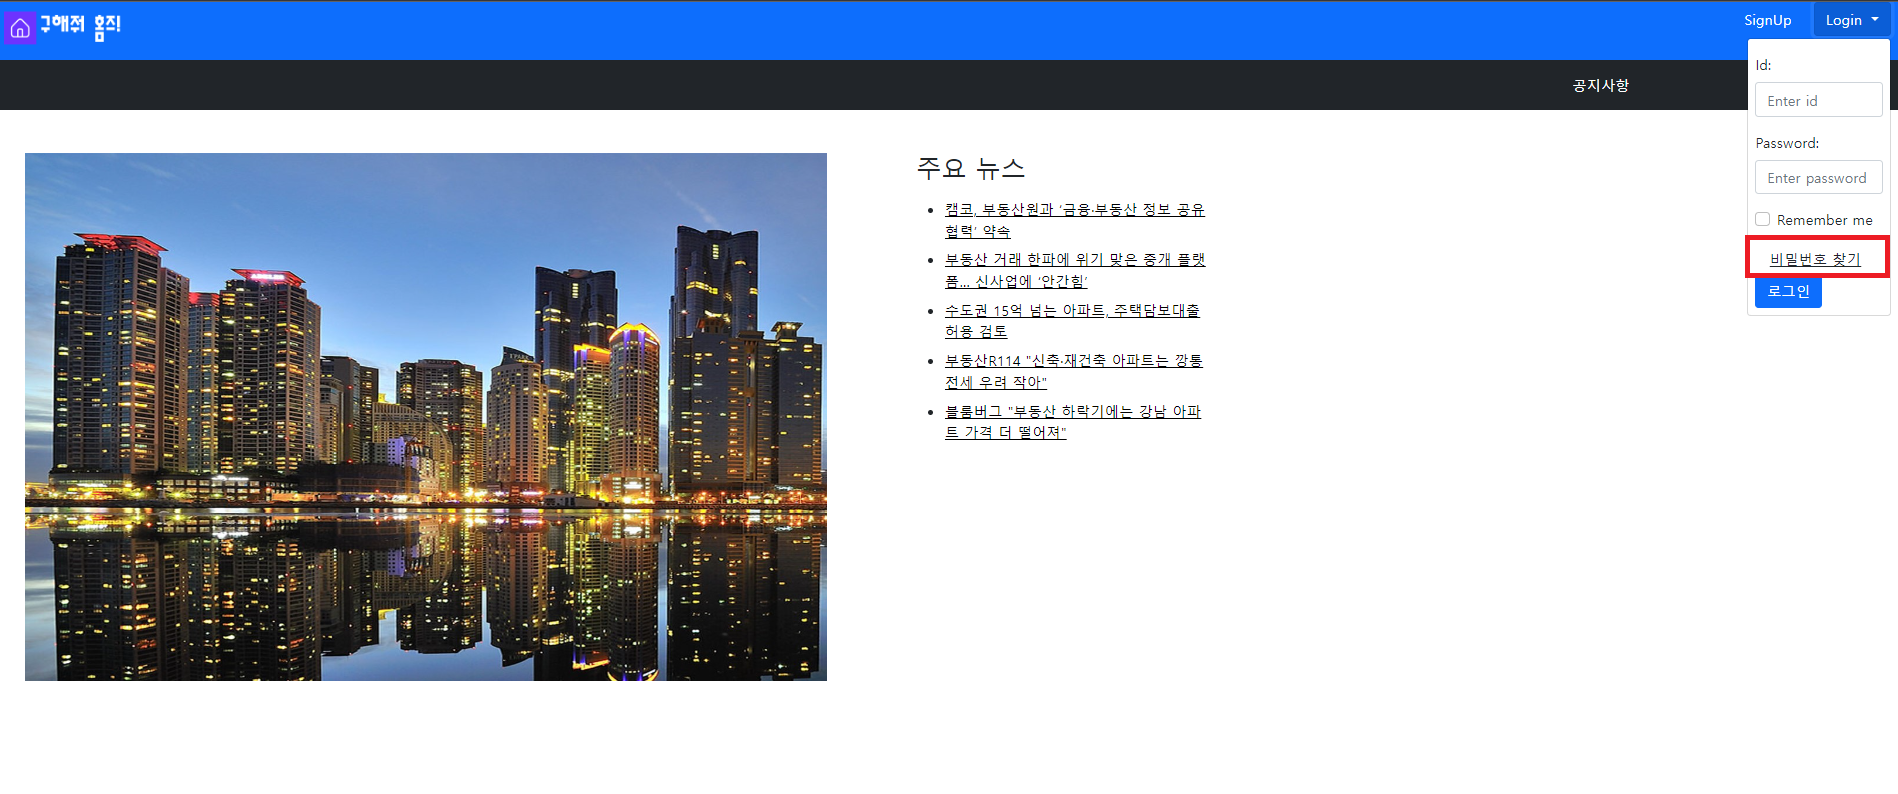 구해줘 홈즈!
SignUp
Login
공지사항
Id:
Enter id
Password:
Enter password
Remember me
비밀번호 찾기
로그인
주요 뉴스
캠코, 부동산원과 ‘금융·부동산 정보 공유
협력’ 약속
부동산 거래 한파에 위기 맞은 중개 플랫
폼... 신사업에 ‘안간힘’
수도권 15억 넘는 아파트, 주택담보대출
허용 검토
부동산R114 "신축·재건축 아파트는 깡통
전세 우려 작아"
블룸버그 "부동산 하락기에는 강남 아파
트 가격 더 떨어져"